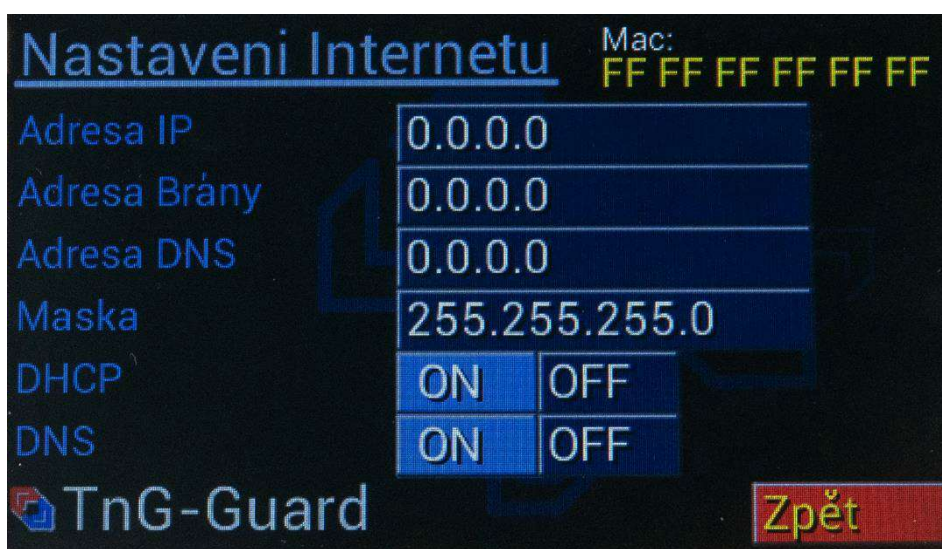 Nastaveni Internetu
Mac:
FF FF FF FF FF FF
Adresa IP 0.0.0.0
Adresa Brány 0.0.0.0
Adresa DNS 0.0.0.0
Maska 255.255.255.0
DHCP ON OFF
DNS ON OFF
TnG-Guard Zpět